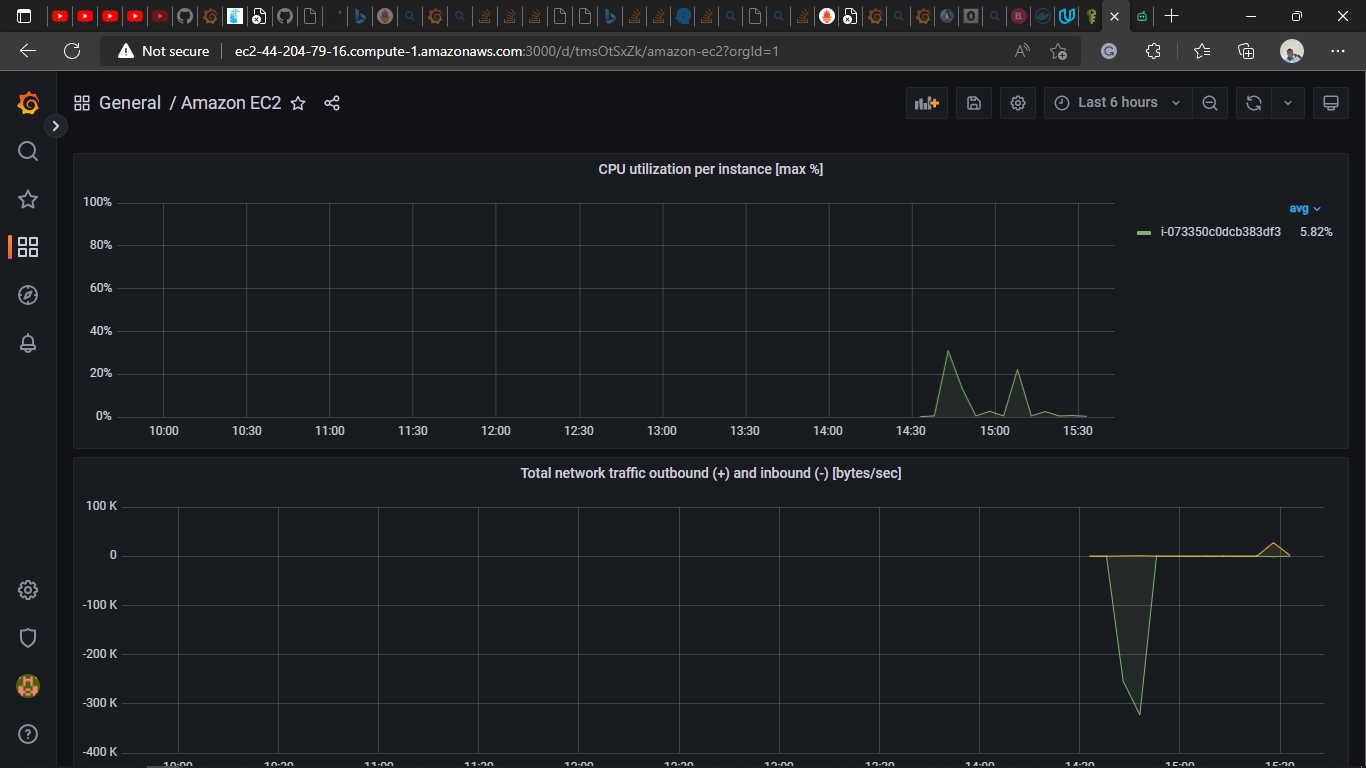 Not secure ec2-44-204-79-16.compute-1.amazonaws.com:3000/d/tmsOtSxZk/amazon-ec2?orgId=1
General / Amazon EC2 Last 6 hours
CPU utilization per instance [max %]
100%
80%
60%
40%
20%
0%
10:00 10:30 11:00 11:30 12:00 12:30 13:00 13:30 14:00 14:30 15:00 15:30
avg
i-073350c0dcb383df3 5.82%
Total network traffic outbound (+) and inbound (-) [bytes/sec]
100 K
0
-100 K
-200 K
-300 K
-400 K
10:00 10:30 11:00 11:30 12:00 12:30 13:00 13:30 14:00 14:30 15:00 15:30